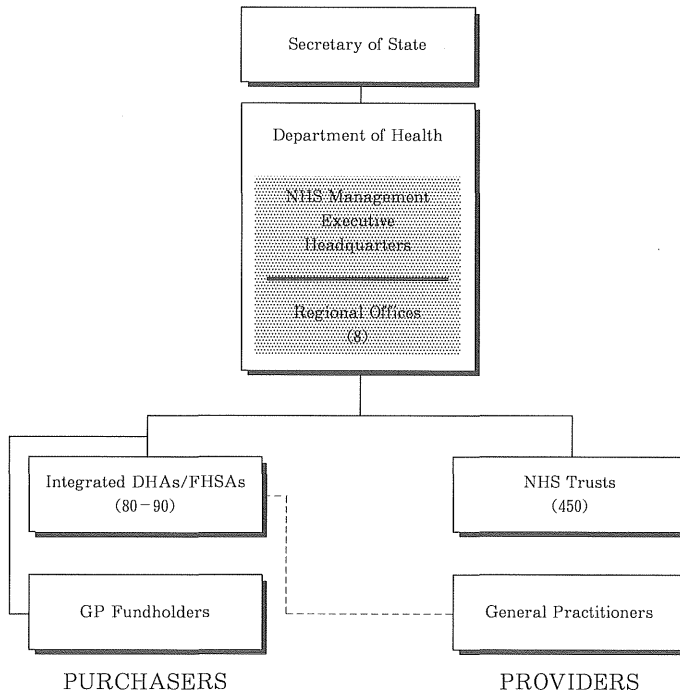 Secretary of State
Department of Health
NHS Management
Executive
Headquarters
Regional Offices
(8)
Integrated DHAs/FHSAs
(80-90)
NHS Trusts
(450)
GP Fundholders
General Practitioners
PURCHASERS
PROVIDERS